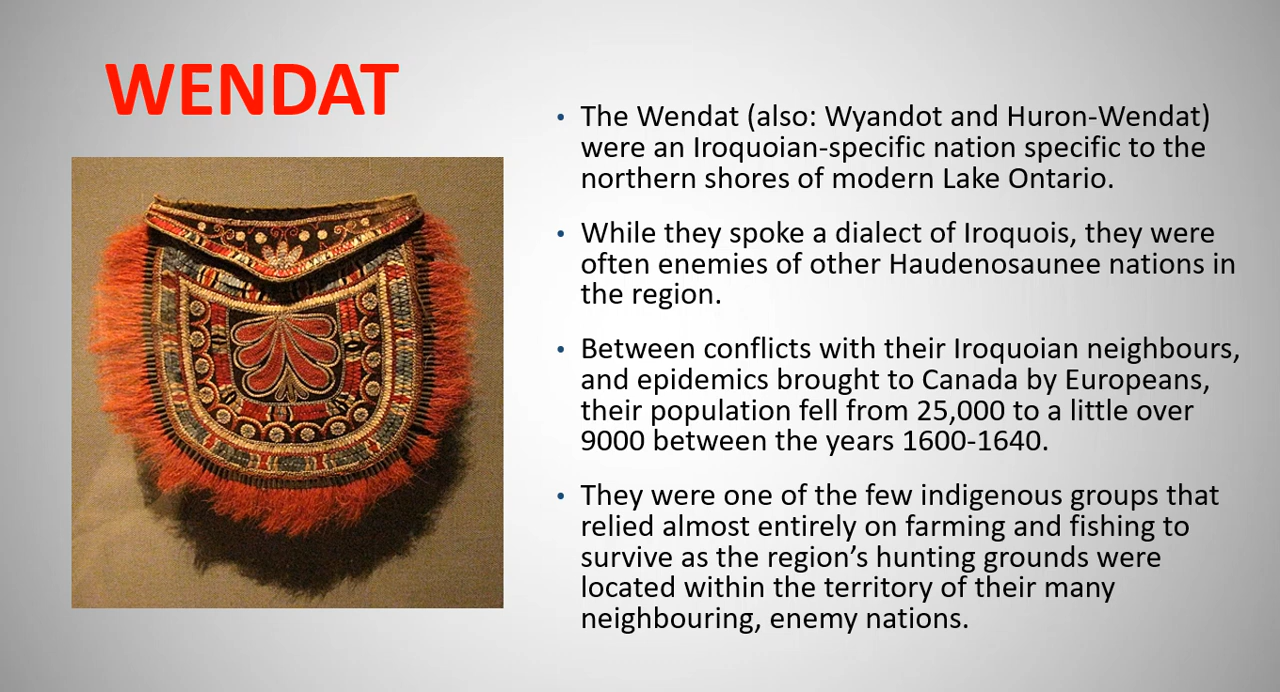 WENDAT
• The Wendat (also: Wyandot and Huron-Wendat)
were an Iroquoian-specific nation specific to the
northern shores of modern Lake Ontario.
• While they spoke a dialect of Iroquois, they were
often enemies of other Haudenosaunee nations in
the region.
• Between conflicts with their Iroquoian neighbours,
and epidemics brought to Canada by Europeans,
their population fell from 25,000 to a little over
9000 between the years 1600-1640.
• They were one of the few indigenous groups that
relied almost entirely on farming and fishing to
survive as the region’s hunting grounds were
located within the territory of their many
neighbouring, enemy nations.